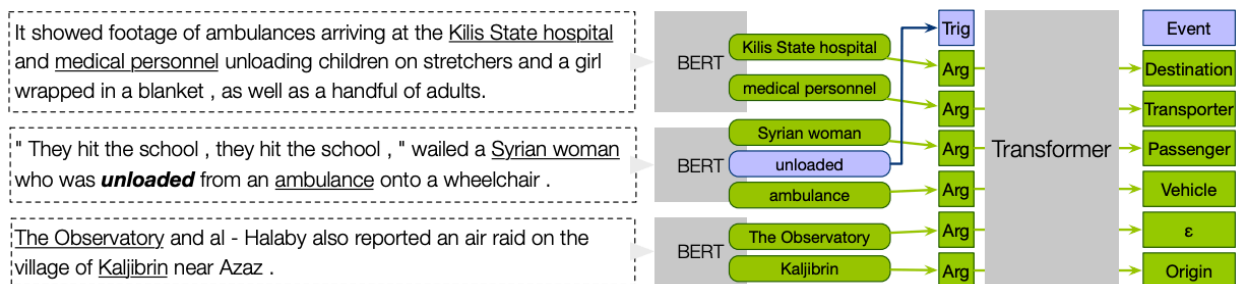 It showed footage of ambulances arriving at the Kilis State hospital
and medical personnel unloading children on stretchers and a girl
wrapped in a blanket , as well as a handful of adults.
" They hit the school , they hit the school , " wailed a Syrian woman
who was unloaded from an ambulance onto a wheelchair .
The Observatory and al - Halaby also reported an air raid on the
village of Kaljibrin near Azaz .
BERT
Kilis State hospital
medical personnel
BERT
Syrian woman
unloaded
ambulance
BERT
The Observatory
Kaljibrin
Trig
Arg
Arg
Arg
Arg
Arg
Arg
Transformer
Event
Destination
Transporter
Passenger
Vehicle
ε
Origin